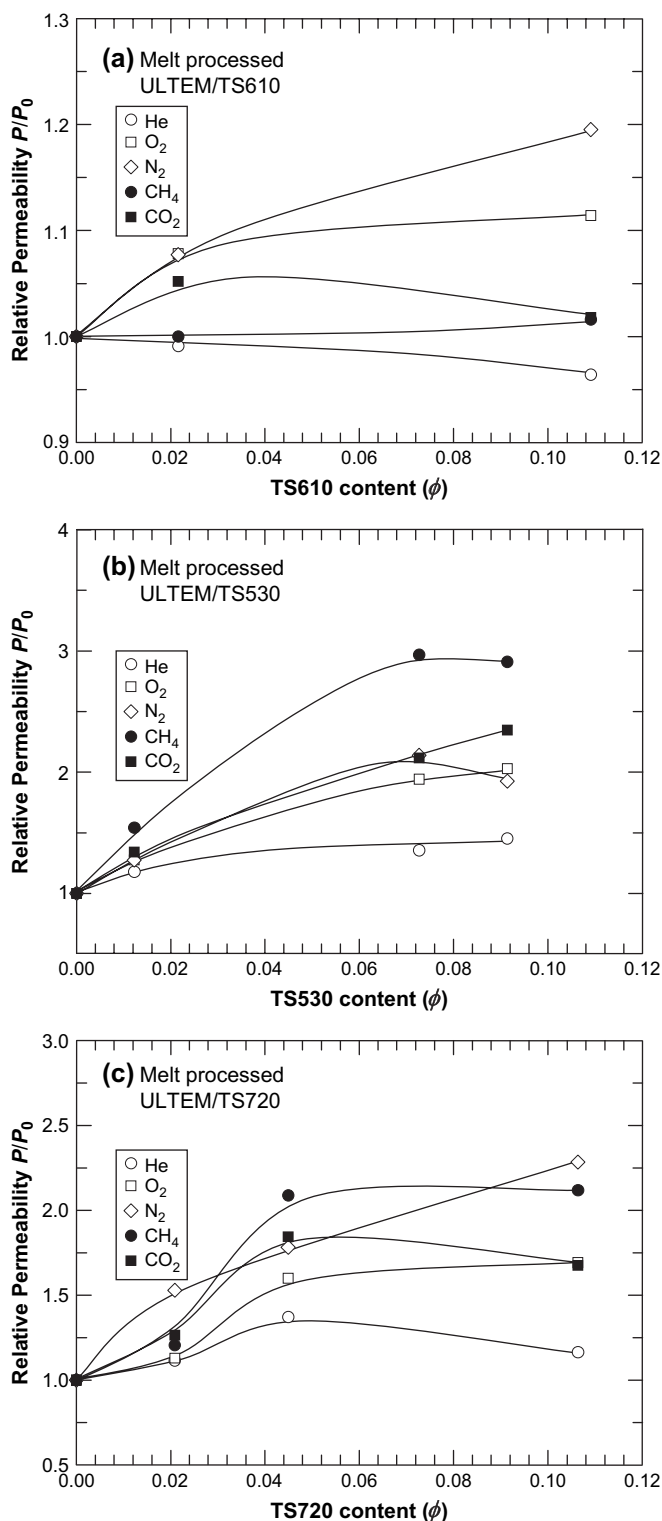 1.3
(a) Melt processed
ULTEM/TS610
He
O2
N2
CH4
CO2
1.2
1.1
1.0
0.9
0.00 0.02 0.04 0.06 0.08 0.10 0.12
Relative Permeability P/P0
TS610 content (ϕ)
4
(b) Melt processed
ULTEM/TS530
He
O2
N2
CH4
CO2
3
2
1
0.00 0.02 0.04 0.06 0.08 0.10 0.12
Relative Permeability P/P0
TS530 content (ϕ)
3.0
(c) Melt processed
ULTEM/TS720
He
O2
N2
CH4
CO2
2.5
2.0
1.5
1.0
0.5
0.00 0.02 0.04 0.06 0.08 0.10 0.12
Relative Permeability P/P0
TS720 content (ϕ)